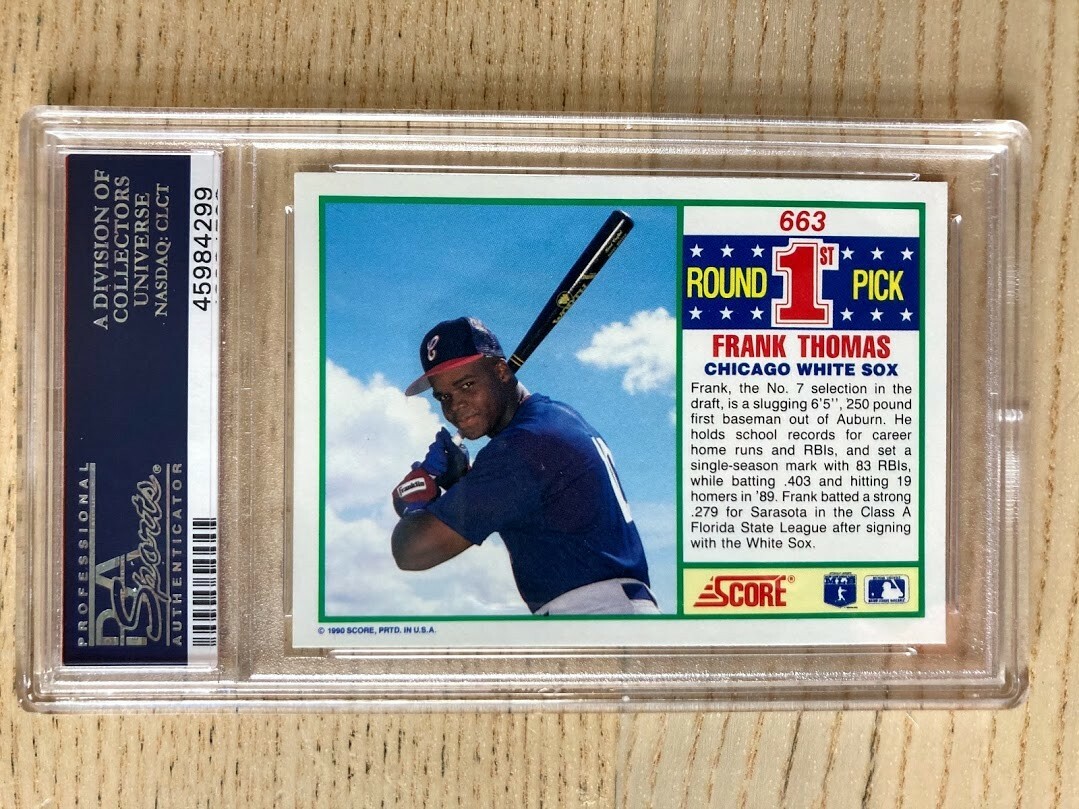 A DIVISION OF
COLLECTORS
UNIVERSE
NASDAQ: CLCT
45984299
PROFESSIONAL
PSA
Sports®
AUTHENTICATOR
C
Franklin
663
ROUND 1ST PICK
FRANK THOMAS
CHICAGO WHITE SOX
Frank, the No. 7 selection in the
draft, is a slugging 6'5'', 250 pound
first baseman out of Auburn. He
holds school records for career
home runs and RBIs, and set a
single-season mark with 83 RBIs,
while batting .403 and hitting 19
homers in '89. Frank batted a strong
.279 for Sarasota in the Class A
Florida State League after signing
with the White Sox.
SCORE®
© 1990 SCORE, PRTD. IN U.S.A.